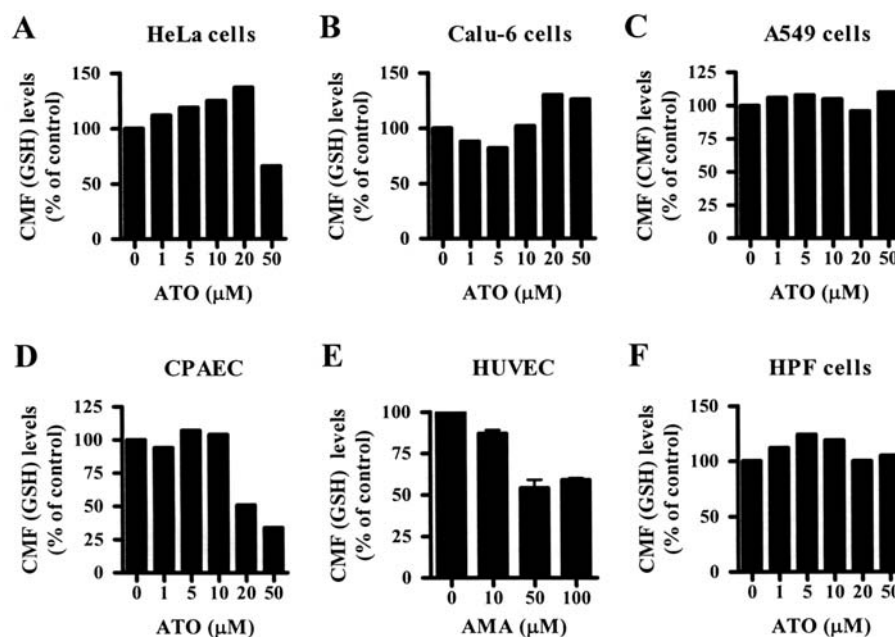 A
HeLa cells
CMF (GSH) levels
(% of control)
150
100
50
0
0 1 5 10 20 50
ATO (μM)
B
Calu-6 cells
CMF (GSH) levels
(% of control)
150
100
50
0
0 1 5 10 20 50
ATO (μM)
C
A549 cells
CMF (CMF) levels
(% of control)
125
100
75
50
25
0
0 1 5 10 20 50
ATO (μM)
D
CPAEC
CMF (GSH) levels
(% of control)
125
100
75
50
25
0
0 1 5 10 20 50
ATO (μM)
E
HUVEC
CMF (GSH) levels
(% of control)
100
75
50
25
0
0 10 50 100
AMA (μM)
F
HPF cells
CMF (GSH) levels
(% of control)
150
100
50
0
0 1 5 10 20 50
ATO (μM)